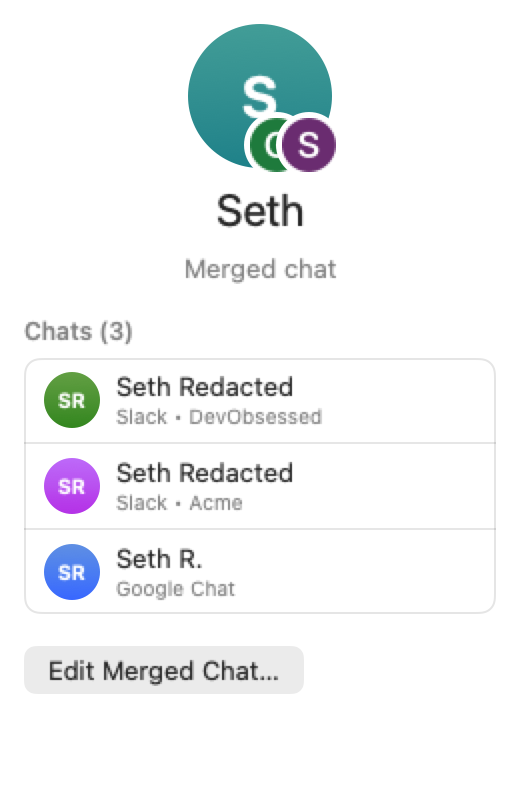 S
S
Seth
Merged chat
Chats (3)
SR
Seth Redacted
Slack • DevObsessed
SR
Seth Redacted
Slack • Acme
SR
Seth R.
Google Chat
Edit Merged Chat...